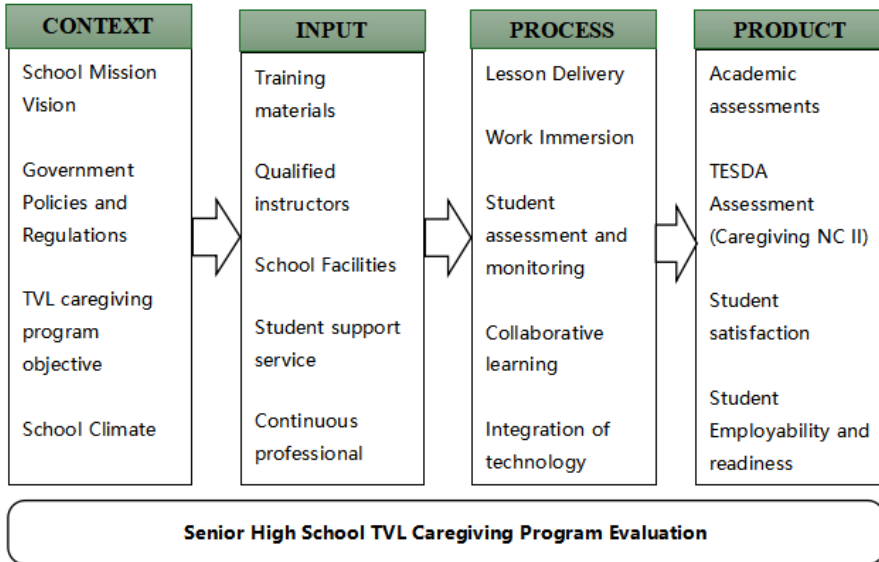 CONTEXT
School Mission
Vision
Government
Policies and
Regulations
TVL caregiving
program
objective
School Climate
INPUT
Training
materials
Qualified
instructors
School Facilities
Student support
service
Continuous
professional
PROCESS
Lesson Delivery
Work Immersion
Student
assessment and
monitoring
Collaborative
learning
Integration of
technology
PRODUCT
Academic
assessments
TESDA
Assessment
(Caregiving NC II)
Student
satisfaction
Student
Employability and
readiness
Senior High School TVL Caregiving Program Evaluation